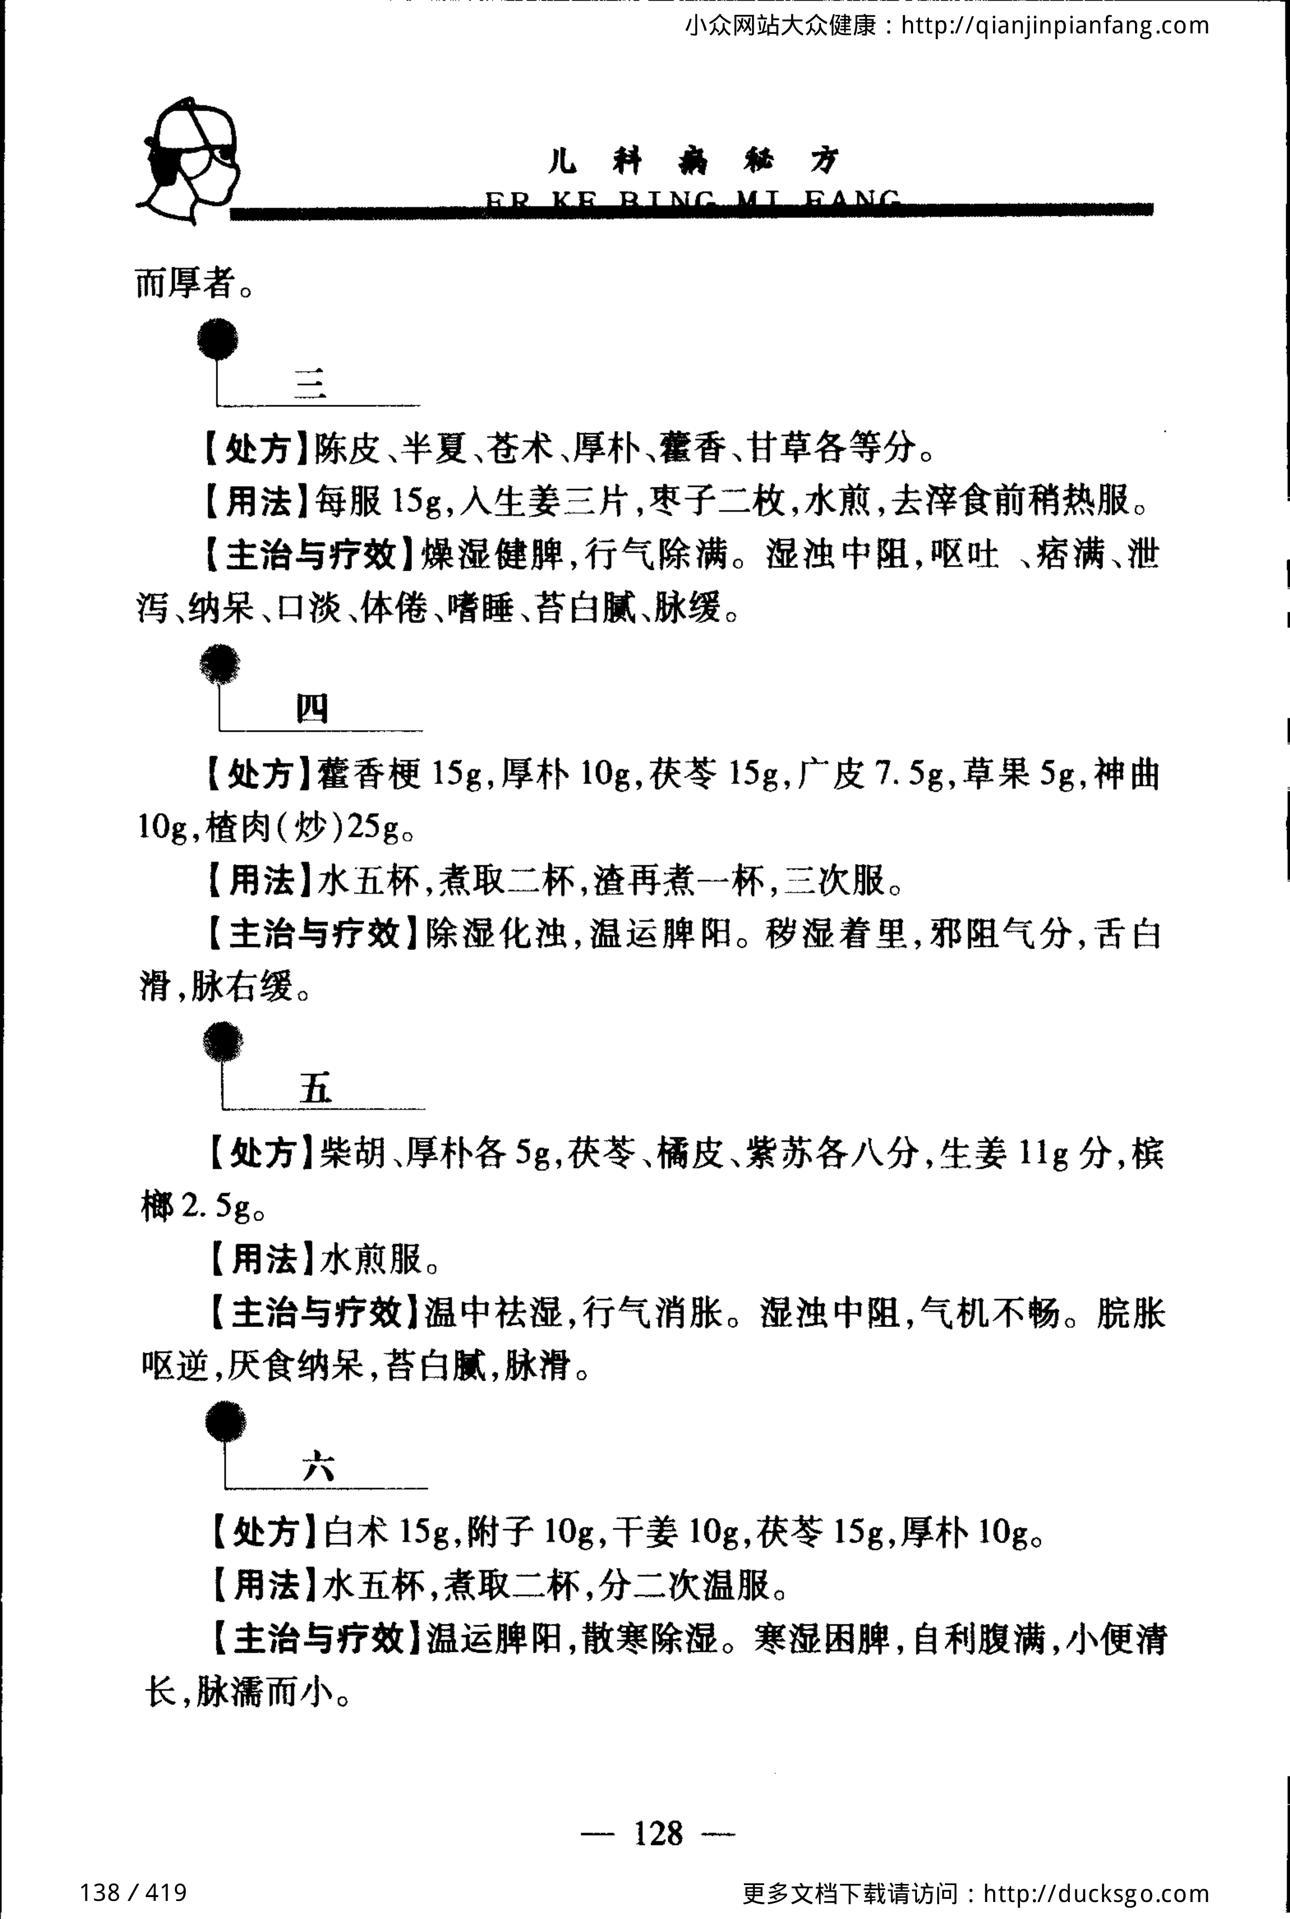 小众网站大众健康：http://qianjinpianfang.com
儿科病秘方
ER KE BING MI FANG
而厚者。
三
【处方】陈皮、半夏、苍术、厚朴、藿香、甘草各等分。
【用法】每服 15g,入生姜三片,枣子二枚,水煎,去滓食前稍热服。
【主治与疗效】燥湿健脾,行气除满。湿浊中阻,呕吐 、痞满、泄
泻、纳呆、口淡、体倦、嗜睡、苔白腻、脉缓。
四
【处方】藿香梗 15g,厚朴 10g,茯苓 15g,广皮 7.5g,草果 5g,神曲
10g,楂肉(炒)25g。
【用法】水五杯,煮取二杯,渣再煮一杯,三次服。
【主治与疗效】除湿化浊,温运脾阳。秽湿着里,邪阻气分,舌白
滑,脉右缓。
五
【处方】柴胡、厚朴各 5g,茯苓、橘皮、紫苏各八分,生姜 11g 分,槟
榔 2.5g。
【用法】水煎服。
【主治与疗效】温中祛湿,行气消胀。湿浊中阻,气机不畅。脘胀
呕逆,厌食纳呆,苔白腻,脉滑。
六
【处方】白术 15g,附子 10g,干姜 10g,茯苓 15g,厚朴 10g。
【用法】水五杯,煮取二杯,分二次温服。
【主治与疗效】温运脾阳,散寒除湿。寒湿困脾,自利腹满,小便清
长,脉濡而小。
— 128 —
138 / 419
更多文档下载请访问：http://ducksgo.com